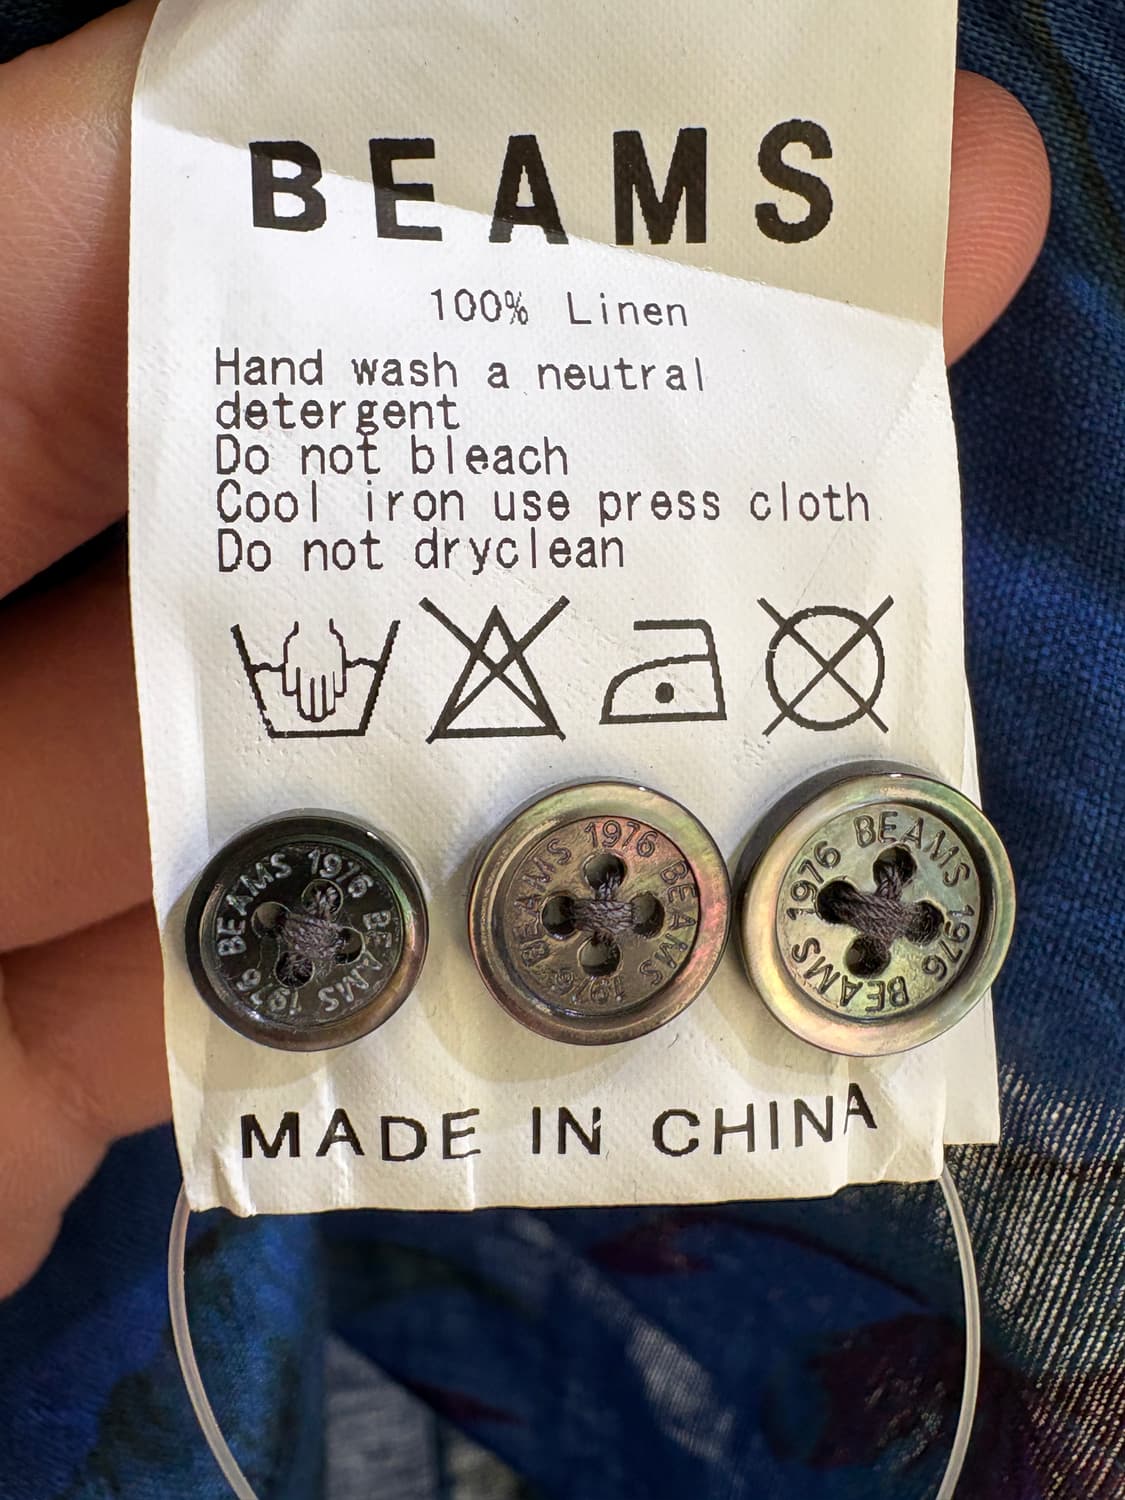 BEAMS
100% Linen
Hand wash a neutral
detergent
Do not bleach
Cool iron use press cloth
Do not dryclean
BEAMS 1976 BEAMS 1976
BEAMS 1976 BEAMS 1976
BEAMS 1976 BEAMS 1976
MADE IN CHINA